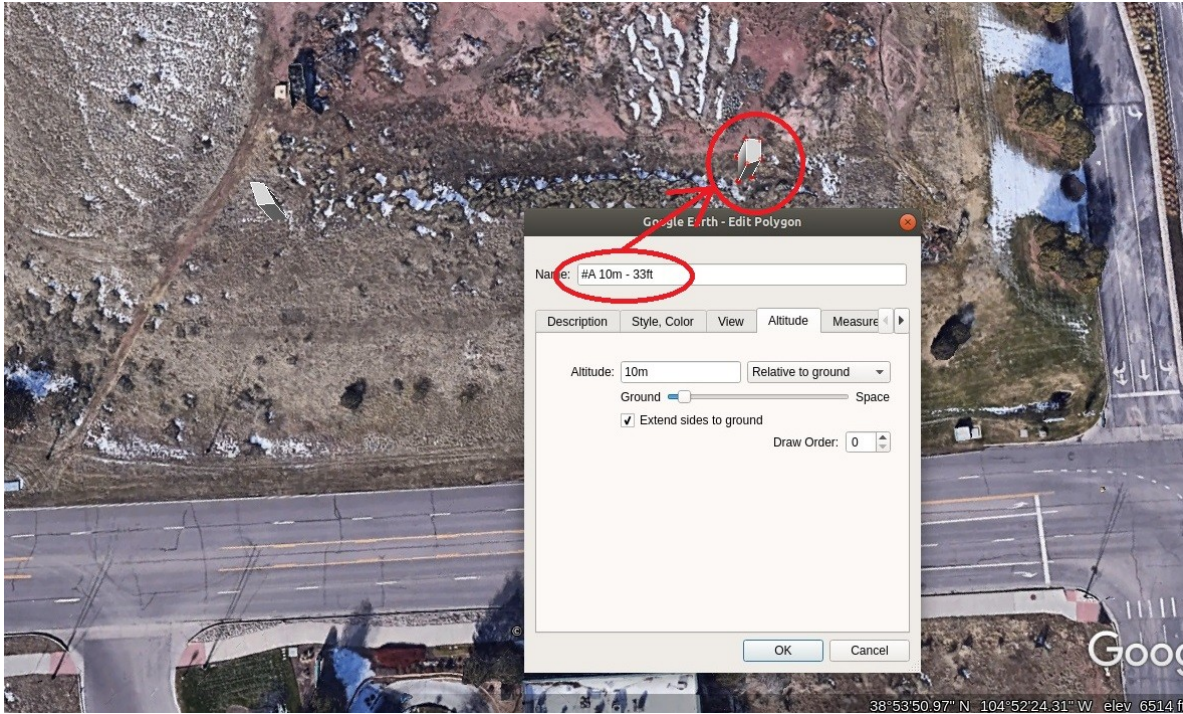 Google Earth - Edit Polygon
Name: #A 10m - 33ft
Description Style, Color View Altitude Measure
Altitude: 10m Relative to ground
Ground Space
Extend sides to ground
Draw Order: 0
OK Cancel
©
Goog
38°53'50.97" N 104°52'24.31" W elev 6514 ft